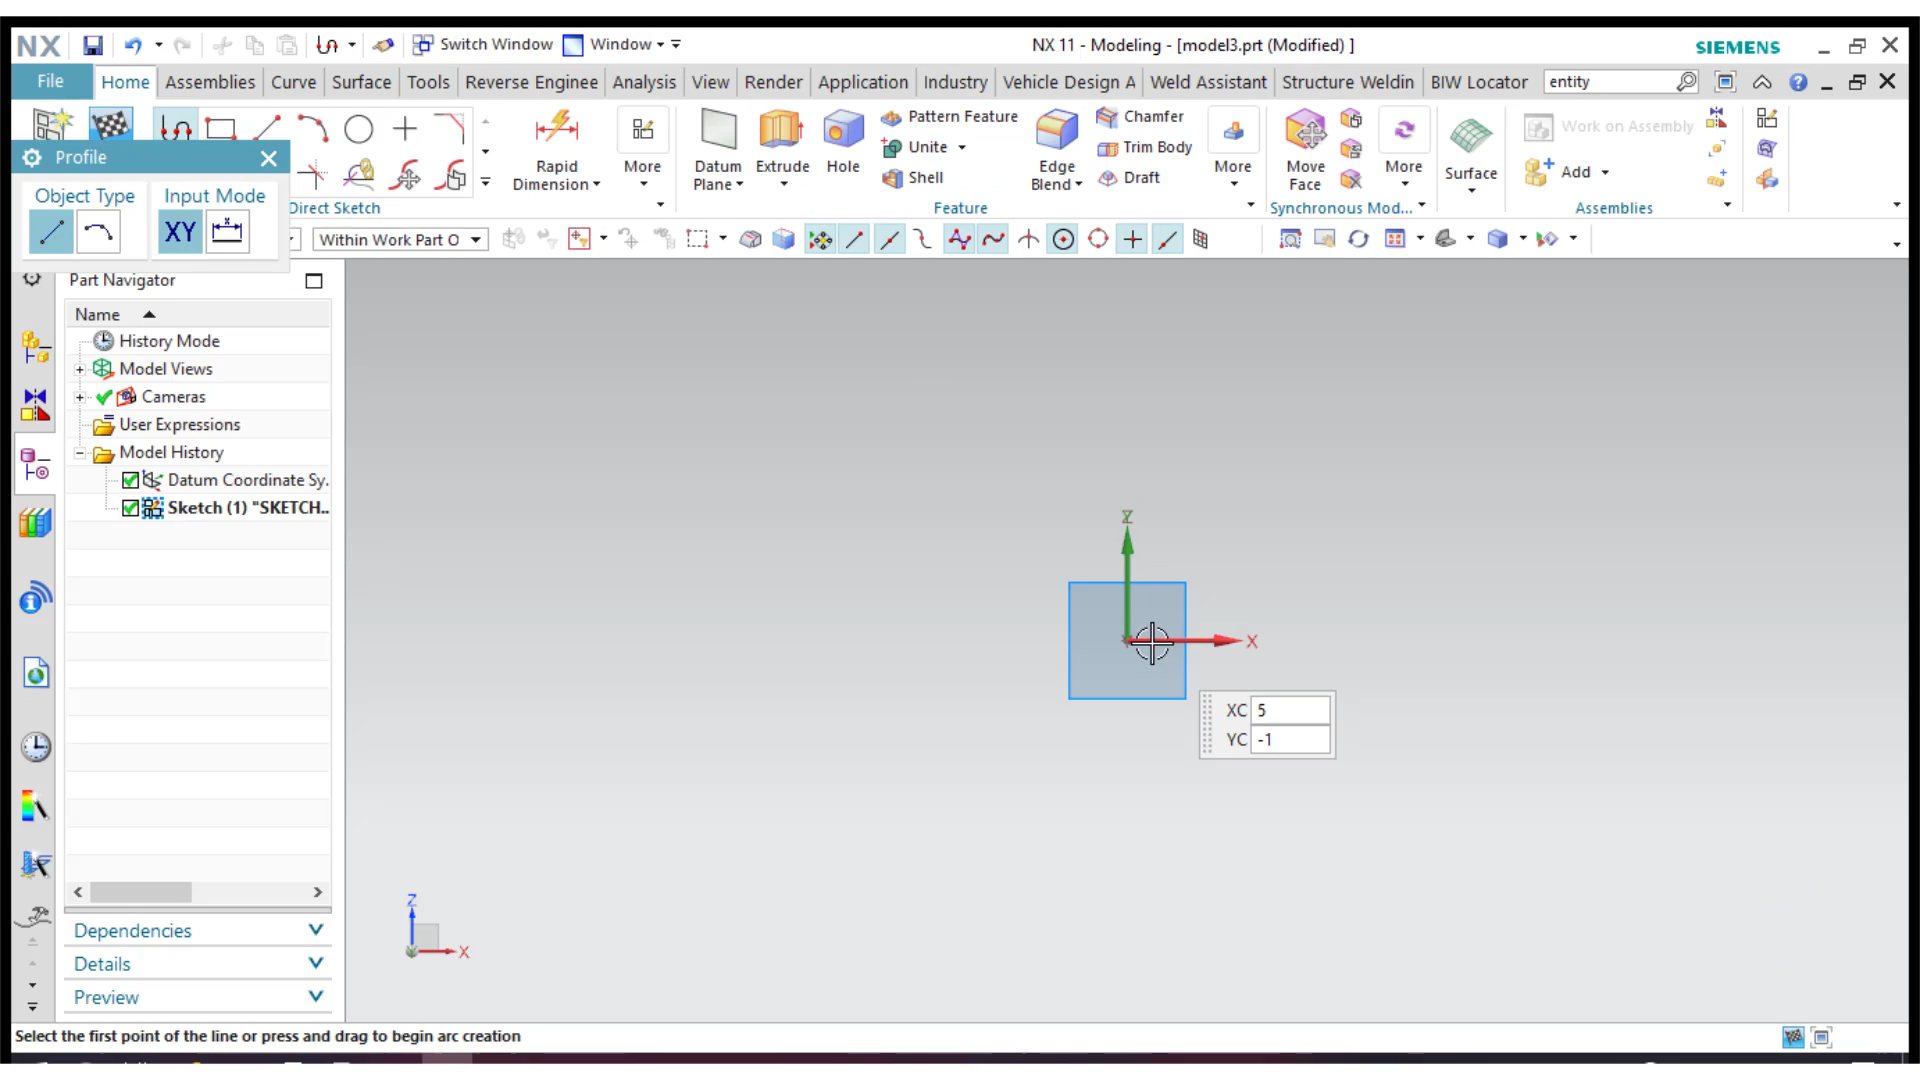 NX Switch Window Window NX 11 - Modeling - [model3.prt (Modified) ] SIEMENS
File Home Assemblies Curve Surface Tools Reverse Enginee Analysis View Render Application Industry Vehicle Design A Weld Assistant Structure Weldin BIW Locator entity
Profile
Object Type Input Mode
XY
Rapid Dimension
More
Direct Sketch
Datum Plane
Extrude
Hole
Pattern Feature
Unite
Shell
Edge Blend
Chamfer
Trim Body
Draft
More
Feature
Move Face
More
Synchronous Mod...
Surface
Work on Assembly
Add
Assemblies
Within Work Part O
Part Navigator
Name
History Mode
Model Views
Cameras
User Expressions
Model History
Datum Coordinate Sy.
Sketch (1) "SKETCH..
Dependencies
Details
Preview
Z
X
XC 5
YC -1
Z
X
Select the first point of the line or press and drag to begin arc creation